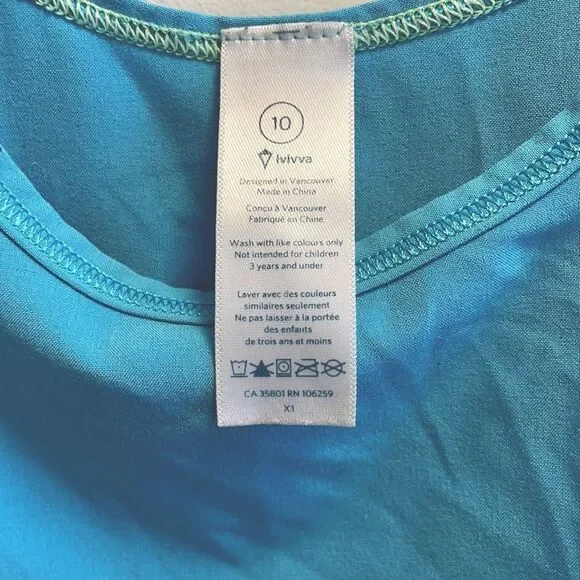 10
ivivva
Designed in Vancouver
Made in China
Conçu à Vancouver
Fabriqué en Chine
Wash with like colours only
Not intended for children
3 years and under
Laver avec des couleurs
similaires seulement
Ne pas laisser à la portée
des enfants
de trois ans et moins
CA 35801 RN 106259
X1